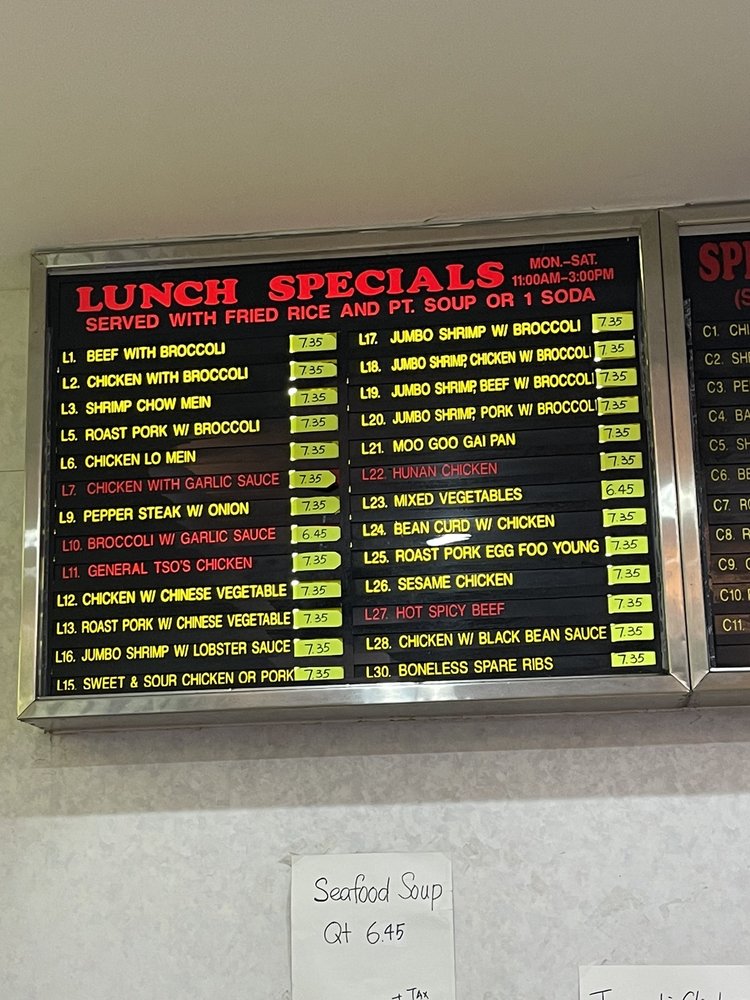 LUNCH SPECIALS
MON.-SAT.
11:00AM-3:00PM
SERVED WITH FRIED RICE AND PT. SOUP OR 1 SODA
L1. BEEF WITH BROCCOLI 7.35
L2. CHICKEN WITH BROCCOLI 7.35
L3. SHRIMP CHOW MEIN 7.35
L5. ROAST PORK W/ BROCCOLI 7.35
L6. CHICKEN LO MEIN 7.35
L7. CHICKEN WITH GARLIC SAUCE 7.35
L9. PEPPER STEAK W/ ONION 7.35
L10. BROCCOLI W/ GARLIC SAUCE 6.45
L11. GENERAL TSO'S CHICKEN 7.35
L12. CHICKEN W/ CHINESE VEGETABLE 7.35
L13. ROAST PORK W/ CHINESE VEGETABLE 7.35
L16. JUMBO SHRIMP W/ LOBSTER SAUCE 7.35
L15. SWEET & SOUR CHICKEN OR PORK 7.35
L17. JUMBO SHRIMP W/ BROCCOLI 7.35
L18. JUMBO SHRIMP, CHICKEN W/ BROCCOLI 7.35
L19. JUMBO SHRIMP, BEEF W/ BROCCOLI 7.35
L20. JUMBO SHRIMP, PORK W/ BROCCOLI 7.35
L21. MOO GOO GAI PAN 7.35
L22. HUNAN CHICKEN 7.35
L23. MIXED VEGETABLES 6.45
L24. BEAN CURD W/ CHICKEN 7.35
L25. ROAST PORK EGG FOO YOUNG 7.35
L26. SESAME CHICKEN 7.35
L27. HOT SPICY BEEF 7.35
L28. CHICKEN W/ BLACK BEAN SAUCE 7.35
L30. BONELESS SPARE RIBS 7.35
SP
(S
C1. CHI
C2. SH
C3. PE
C4. BA
C5. SH
C6. BE
C7. RO
C8. R
C9.
C10.
C11.
Seafood Soup
Qt 6.45
+ TAX